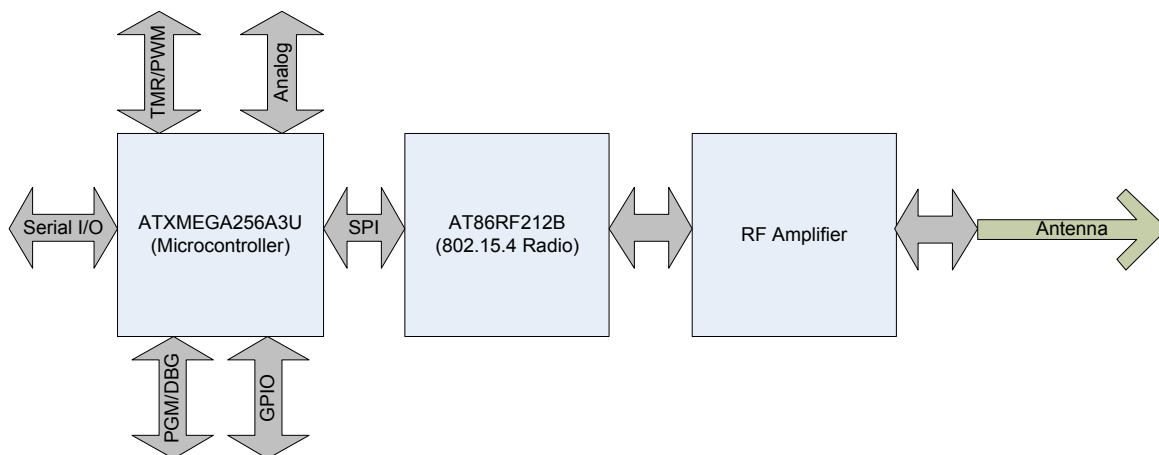 TMR/PWM
Analog
Serial I/O
ATXMEGA256A3U
(Microcontroller)
SPI
AT86RF212B
(802.15.4 Radio)
RF Amplifier
Antenna
PGM/DBG
GPIO